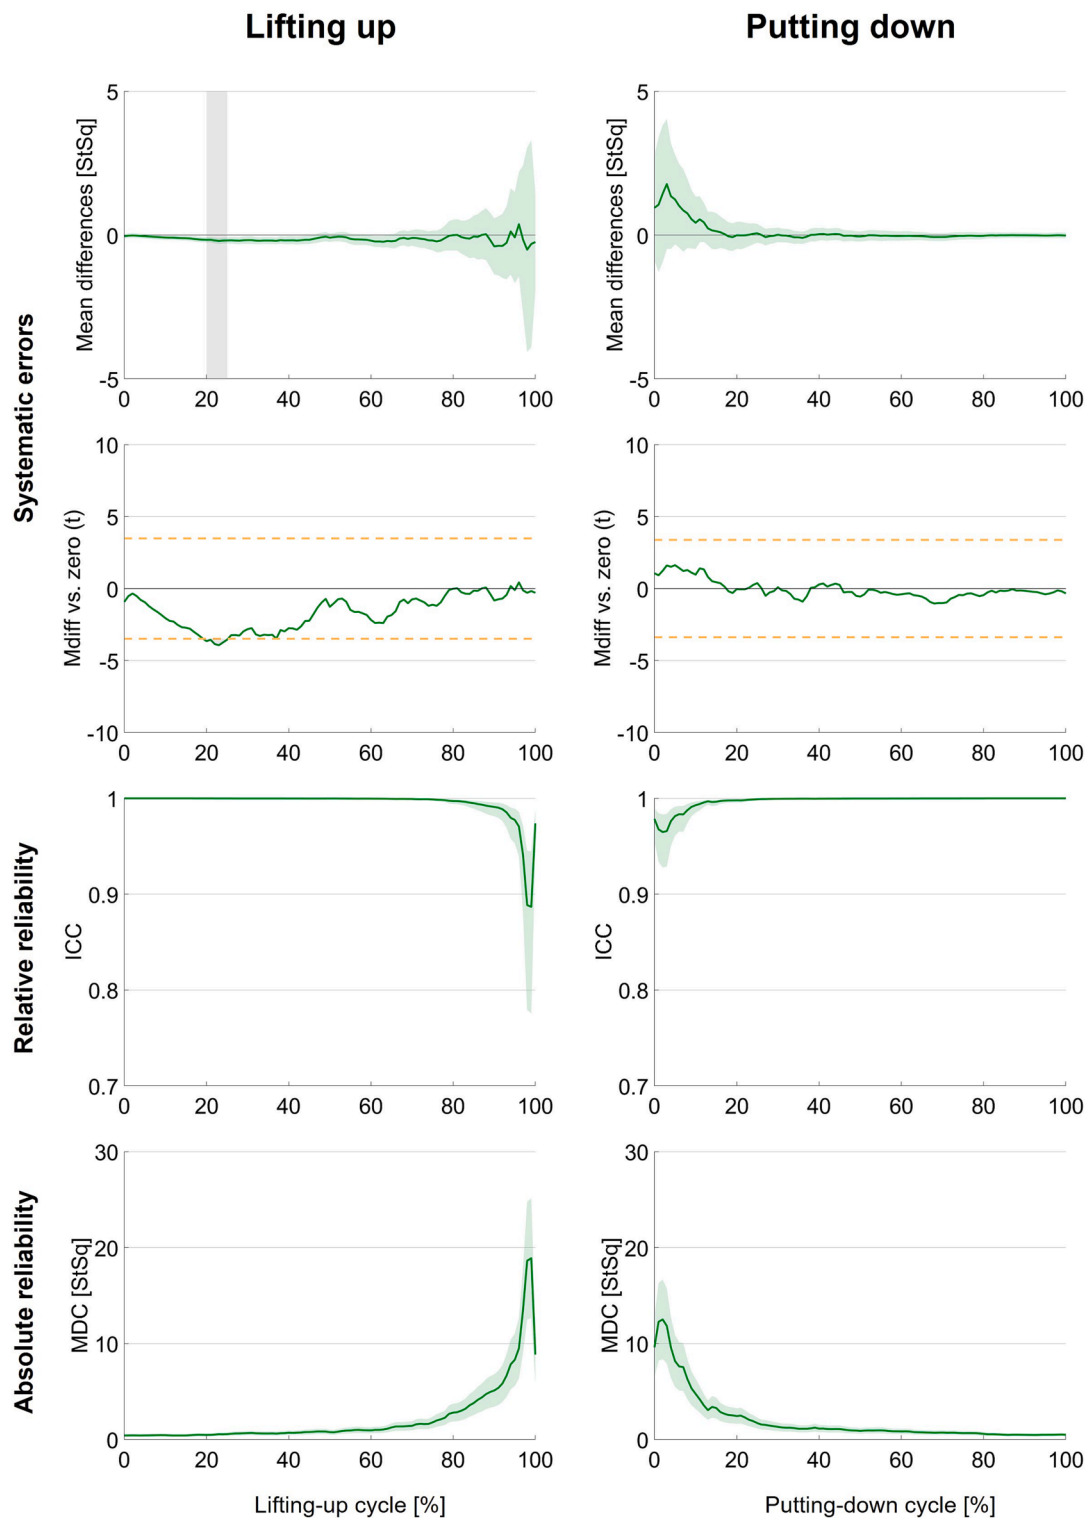 Lifting up
Putting down
Systematic errors
Mean differences [StSq]
5
0
-5
0 20 40 60 80 100
Mean differences [StSq]
5
0
-5
0 20 40 60 80 100
Mdiff vs. zero (t)
10
5
0
-5
-10
0 20 40 60 80 100
Mdiff vs. zero (t)
10
5
0
-5
-10
0 20 40 60 80 100
Relative reliability
ICC
1
0.9
0.8
0.7
0 20 40 60 80 100
ICC
1
0.9
0.8
0.7
0 20 40 60 80 100
Absolute reliability
MDC [StSq]
30
20
10
0
0 20 40 60 80 100
Lifting-up cycle [%]
MDC [StSq]
30
20
10
0
0 20 40 60 80 100
Putting-down cycle [%]